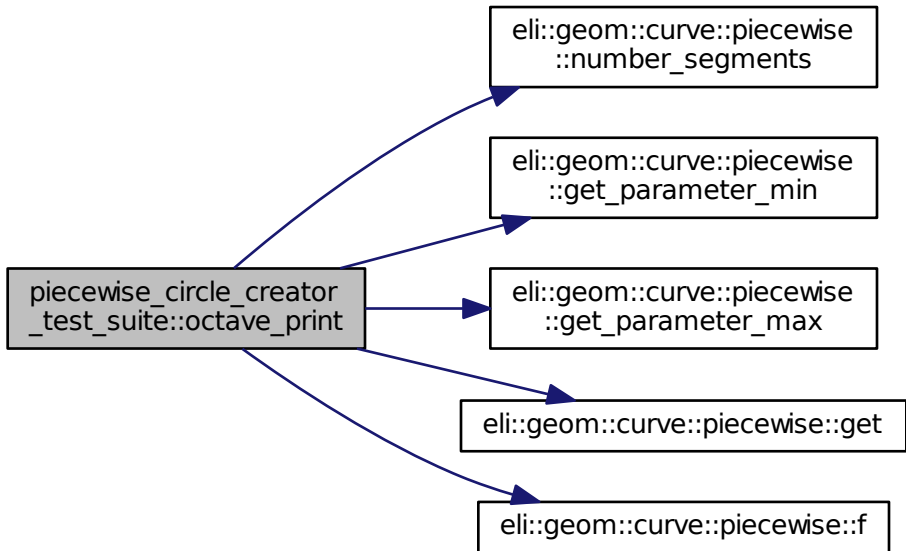 eli::geom::curve::piecewise
::number_segments
eli::geom::curve::piecewise
::get_parameter_min
piecewise_circle_creator
_test_suite::octave_print
eli::geom::curve::piecewise
::get_parameter_max
eli::geom::curve::piecewise::get
eli::geom::curve::piecewise::f